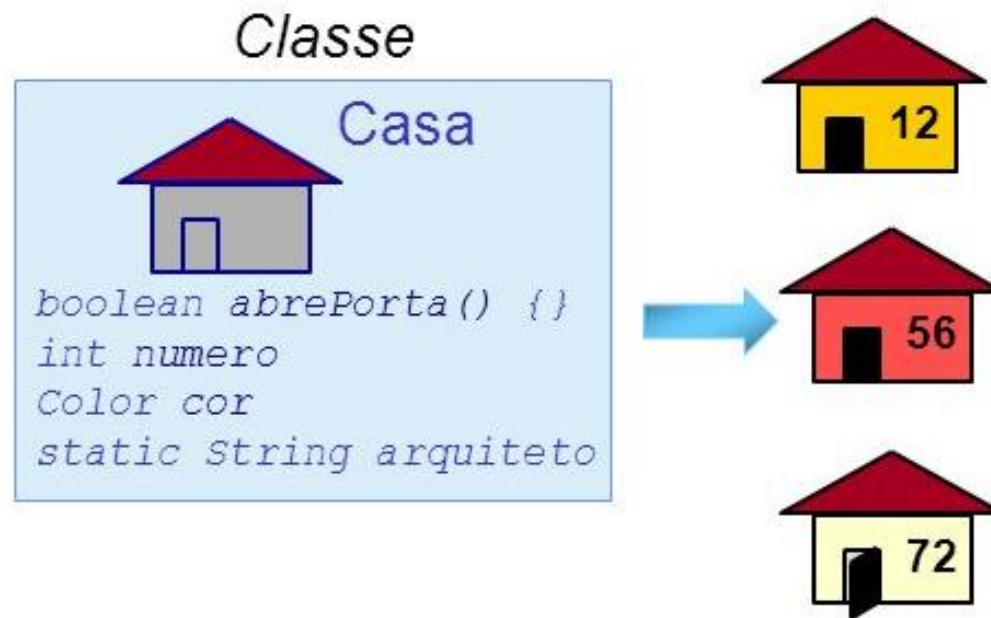 Classe
Casa
boolean abrePorta() {}
int numero
Color cor
static String arquiteto
12
56
72